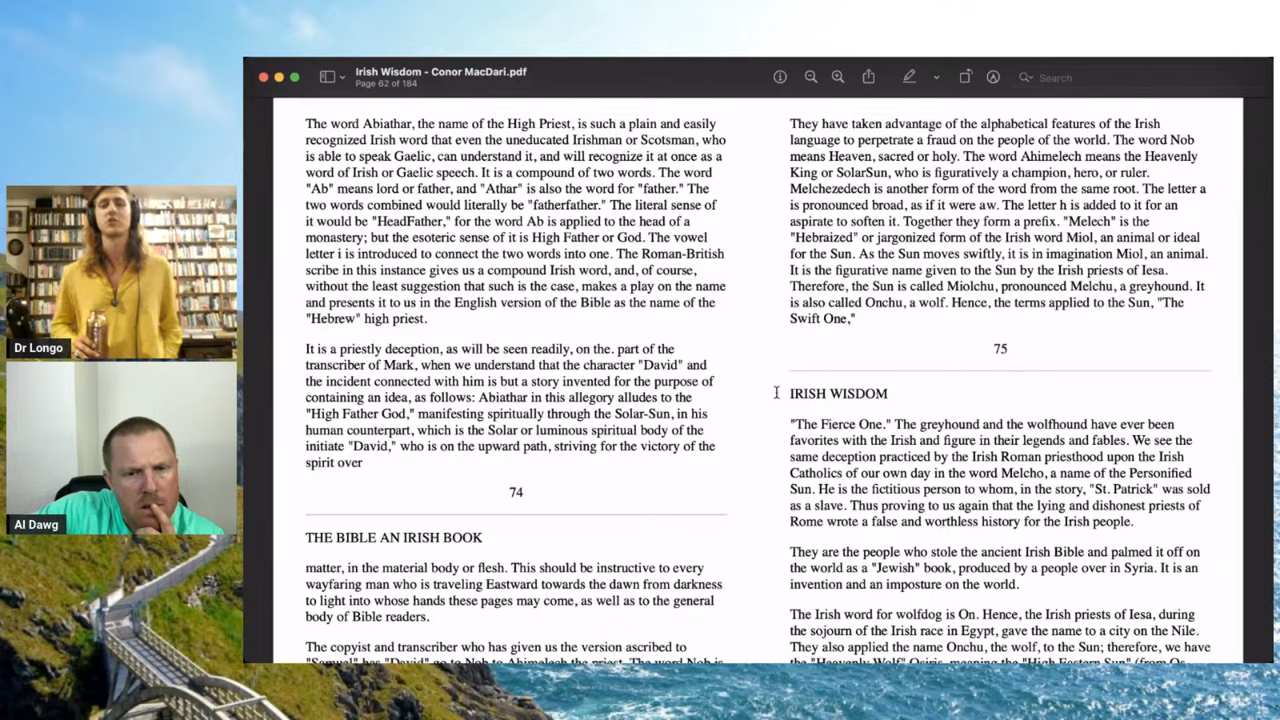 Irish Wisdom - Conor MacDari.pdf
Page 62 of 184
Search
The word Abiathar, the name of the High Priest, is such a plain and easily
recognized Irish word that even the uneducated Irishman or Scotsman, who
is able to speak Gaelic, can understand it, and will recognize it at once as a
word of Irish or Gaelic speech. It is a compound of two words. The word
"Ab" means lord or father, and "Athar" is also the word for "father." The
two words combined would literally be "fatherfather." The literal sense of
it would be "HeadFather," for the word Ab is applied to the head of a
monastery; but the esoteric sense of it is High Father or God. The vowel
letter i is introduced to connect the two words into one. The Roman-British
scribe in this instance gives us a compound Irish word, and, of course,
without the least suggestion that such is the case, makes a play on the name
and presents it to us in the English version of the Bible as the name of the
"Hebrew" high priest.
It is a priestly deception, as will be seen readily, on the. part of the
transcriber of Mark, when we understand that the character "David" and
the incident connected with him is but a story invented for the purpose of
containing an idea, as follows: Abiathar in this allegory alludes to the
"High Father God," manifesting spiritually through the Solar-Sun, in his
human counterpart, which is the Solar or luminous spiritual body of the
initiate "David," who is on the upward path, striving for the victory of the
spirit over
74
THE BIBLE AN IRISH BOOK
matter, in the material body or flesh. This should be instructive to every
wayfaring man who is traveling Eastward towards the dawn from darkness
to light into whose hands these pages may come, as well as to the general
body of Bible readers.
The copyist and transcriber who has given us the version ascribed to
"Samuel" has "David" go to Nob to Ahimelech the priest. The word Nob is
They have taken advantage of the alphabetical features of the Irish
language to perpetrate a fraud on the people of the world. The word Nob
means Heaven, sacred or holy. The word Ahimelech means the Heavenly
King or SolarSun, who is figuratively a champion, hero, or ruler.
Melchezedech is another form of the word from the same root. The letter a
is pronounced broad, as if it were aw. The letter h is added to it for an
aspirate to soften it. Together they form a prefix. "Melech" is the
"Hebraized" or jargonized form of the Irish word Miol, an animal or ideal
for the Sun. As the Sun moves swiftly, it is in imagination Miol, an animal.
It is the figurative name given to the Sun by the Irish priests of Iesa.
Therefore, the Sun is called Miolchu, pronounced Melchu, a greyhound. It
is also called Onchu, a wolf. Hence, the terms applied to the Sun, "The
Swift One,"
75
IRISH WISDOM
"The Fierce One." The greyhound and the wolfhound have ever been
favorites with the Irish and figure in their legends and fables. We see the
same deception practiced by the Irish Roman priesthood upon the Irish
Catholics of our own day in the word Melcho, a name of the Personified
Sun. He is the fictitious person to whom, in the story, "St. Patrick" was sold
as a slave. Thus proving to us again that the lying and dishonest priests of
Rome wrote a false and worthless history for the Irish people.
They are the people who stole the ancient Irish Bible and palmed it off on
the world as a "Jewish" book, produced by a people over in Syria. It is an
invention and an imposture on the world.
The Irish word for wolfdog is On. Hence, the Irish priests of Iesa, during
the sojourn of the Irish race in Egypt, gave the name to a city on the Nile.
They also applied the name Onchu, the wolf, to the Sun; therefore, we have
the "Heavenly Wolf" Osiris, meaning the "High Eastern Sun" (from Os
Dr Longo
Al Dawg